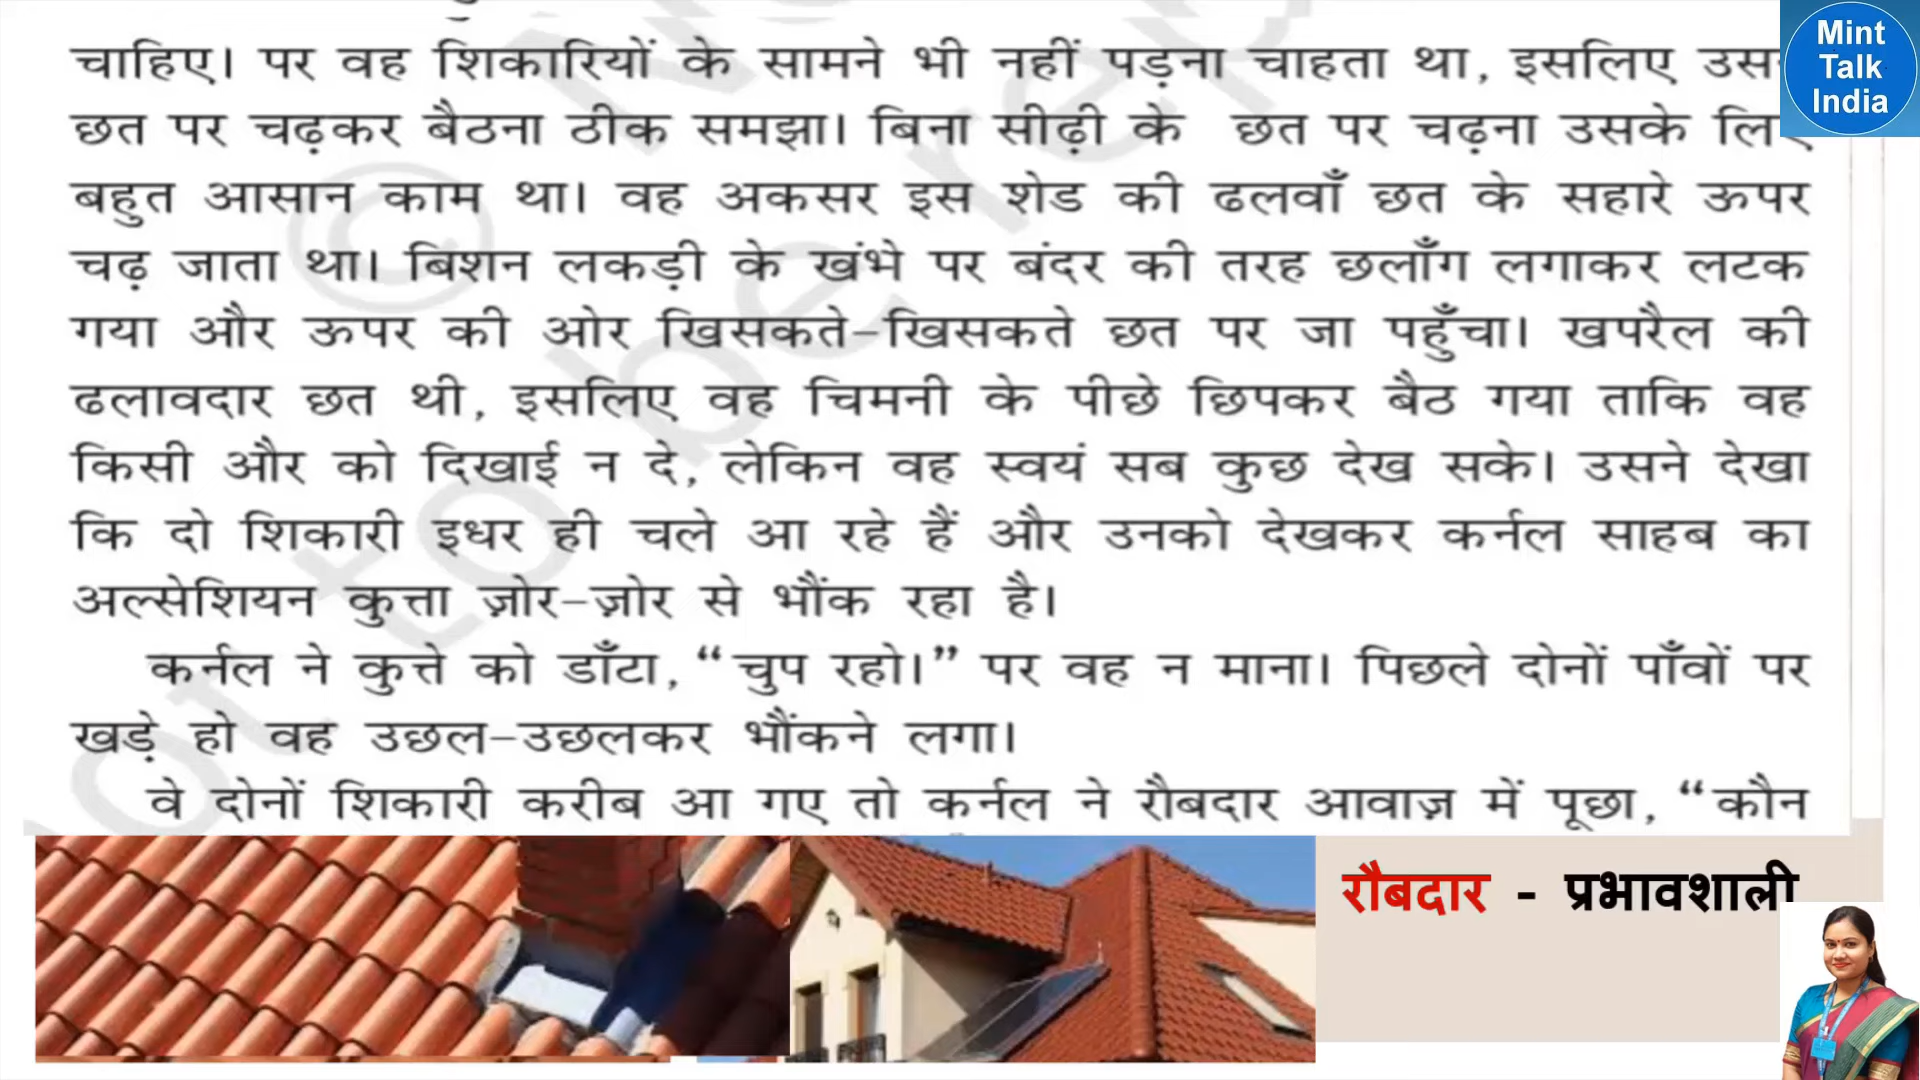 चाहिए। पर वह शिकारियों के सामने भी नहीं पड़ना चाहता था, इसलिए
छत पर चढ़कर बैठना ठीक समझा। बिना सीढ़ी के छत पर चढ़ना उसके लिए
बहुत आसान काम था। वह अकसर इस शेड की ढलवाँ छत के सहारे ऊपर
चढ़ जाता था। बिशन लकड़ी के खंभे पर बंदर की तरह छलाँग लगाकर लटक
गया और ऊपर की ओर खिसकते-खिसकते छत पर जा पहुँचा। खपरैल की
ढलावदार छत थी, इसलिए वह चिमनी के पीछे छिपकर बैठ गया ताकि वह
किसी और को दिखाई न दे, लेकिन वह स्वयं सब कुछ देख सके। उसने देखा
कि दो शिकारी इधर ही चले आ रहे हैं और उनको देखकर कर्नल साहब का
अल्सेशियन कुत्ता ज़ोर-ज़ोर से भौंक रहा है।
कर्नल ने कुत्ते को डाँटा, “चुप रहो।” पर वह न माना। पिछले दोनों पाँवों पर
खड़े हो वह उछल-उछलकर भौंकने लगा।
वे दोनों शिकारी करीब आ गए तो कर्नल ने रौबदार आवाज़ में पूछा, “कौन
रौबदार - प्रभावशाली
Mint
Talk
India